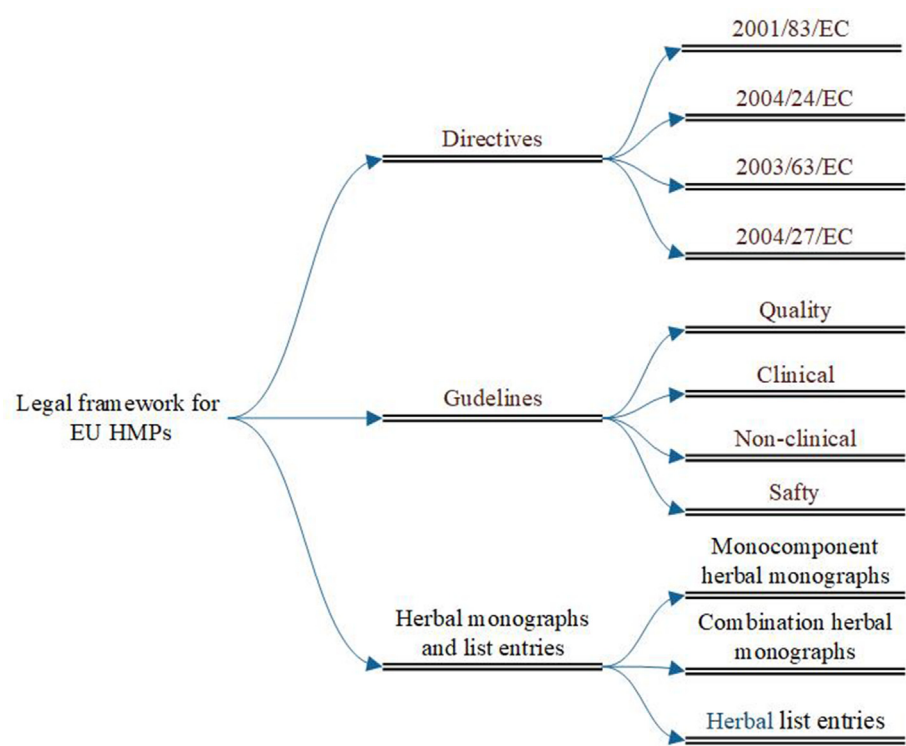 Legal framework for
EU HMPs
Directives
2001/83/EC
2004/24/EC
2003/63/EC
2004/27/EC
Gudelines
Quality
Clinical
Non-clinical
Safty
Herbal monographs
and list entries
Monocomponent
herbal monographs
Combination herbal
monographs
Herbal list entries